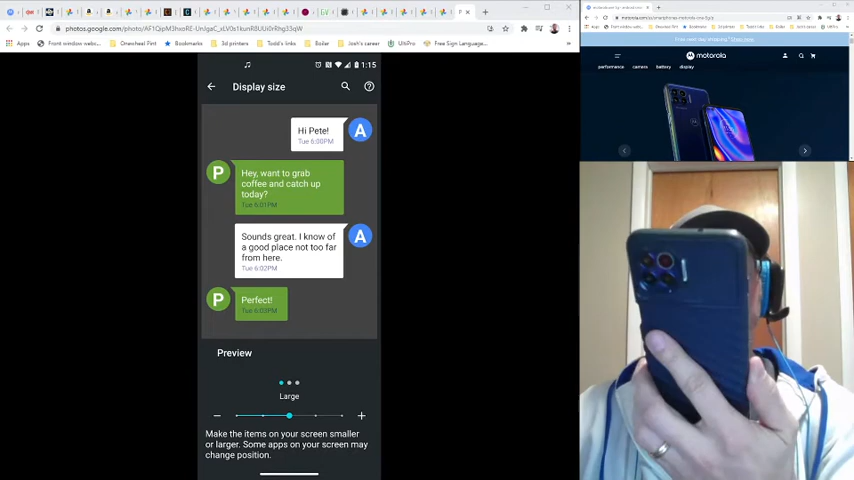 photos.google.com/photo/
Apps
Front window webc...
Onewheel Pint
Bookmarks
3d printers
Todd's links
Boiler
Josh's career
UltiPro
Free Sign Language...
1:15
Display size
Hi Pete!
Tue 6:00PM
A
P
Hey, want to grab
coffee and catch up
today?
Tue 6:01PM
Sounds great. I know of
a good place not too far
from here.
Tue 6:02PM
A
P
Perfect!
Tue 6:03PM
Preview
Large
Make the items on your screen smaller
or larger. Some apps on your screen may
change position.
motorola
performance
camera
battery
display